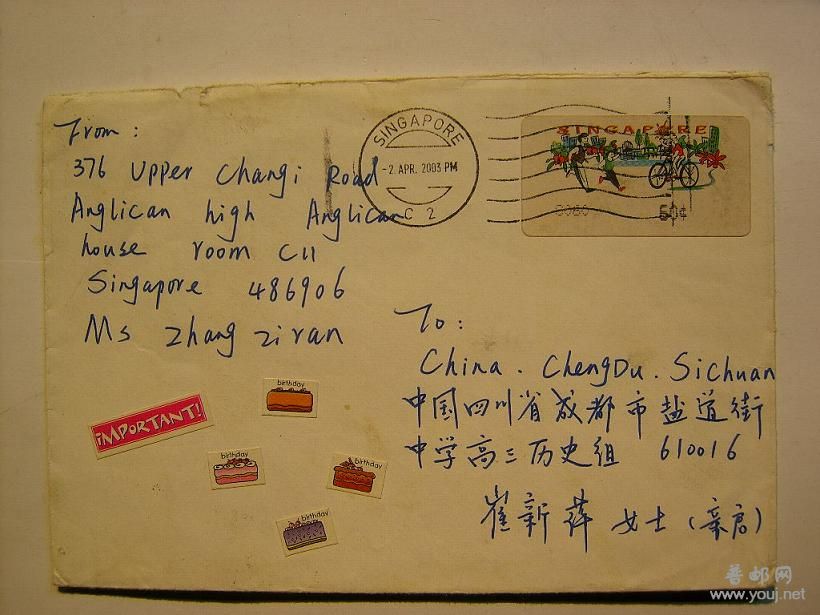 From:
376 Upper Changi Road
Anglican high Anglican
house room C11
Singapore 486906
Ms Zhang Ziran
SINGAPORE
-2. APR. 2003 PM
C 2
SINGAPORE
50¢
To:
China. ChengDu. Sichuan
中国四川省成都市盐道街
中学高三历史组 610016
崔新萍 女士(亲启)
iMPORTANT!
birthday
birthday
birthday
birthday
普邮网
www.youj.net